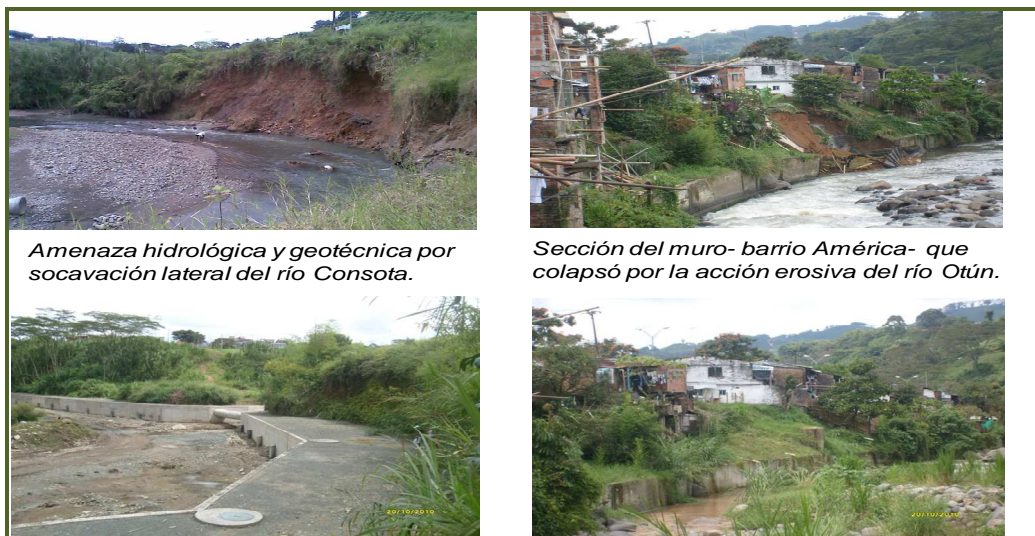 Amenaza hidrológica y geotécnica por
socavación lateral del río Consota.
Sección del muro- barrio América- que
colapsó por la acción erosiva del río Otún.
20/10/2010
20/10/2010